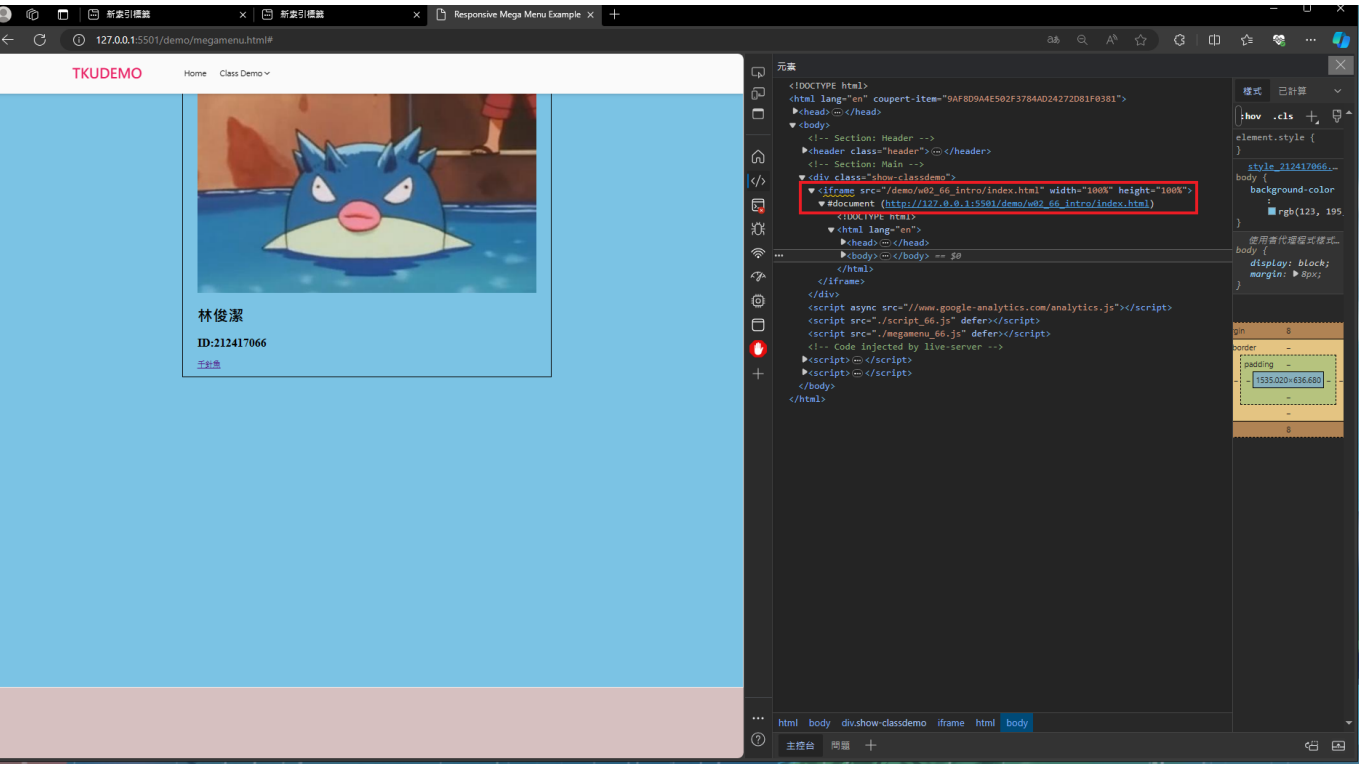 新索引標籤
新索引標籤
Responsive Mega Menu Example
127.0.0.1:5501/demo/megamenu.html#
TKUDEMO
Home
Class Demo
林俊潔
ID:212417066
千針魚
元素
<!DOCTYPE html>
<html lang="en" coupert-item="9AF8D9A4E502F3784AD24272D81F0381">
<head>⋯</head>
<body>
<!-- Section: Header -->
<header class="header">⋯</header>
<!-- Section: Main -->
<div class="show-classdemo">
<iframe src="/demo/w02_66_intro/index.html" width="100%" height="100%">
#document (http://127.0.0.1:5501/demo/w02_66_intro/index.html)
<!DOCTYPE html>
<html lang="en">
<head>⋯</head>
<body>⋯</body> == $0
</html>
</iframe>
</div>
<script async src="//www.google-analytics.com/analytics.js"></script>
<script src="./script_66.js" defer></script>
<script src="./megamenu_66.js" defer></script>
<!-- Code injected by live-server -->
<script>⋯</script>
<script>⋯</script>
</body>
</html>
html body div.show-classdemo iframe html body
主控台 問題
樣式 已計算
:hov .cls
element.style {
}
style_212417066.…
body {
background-color
:
rgb(123, 195,
}
使用者代理程式樣式…
body {
display: block;
margin: 8px;
}
8
border –
padding –
– – 1535.020×636.680 – –
–
–
8